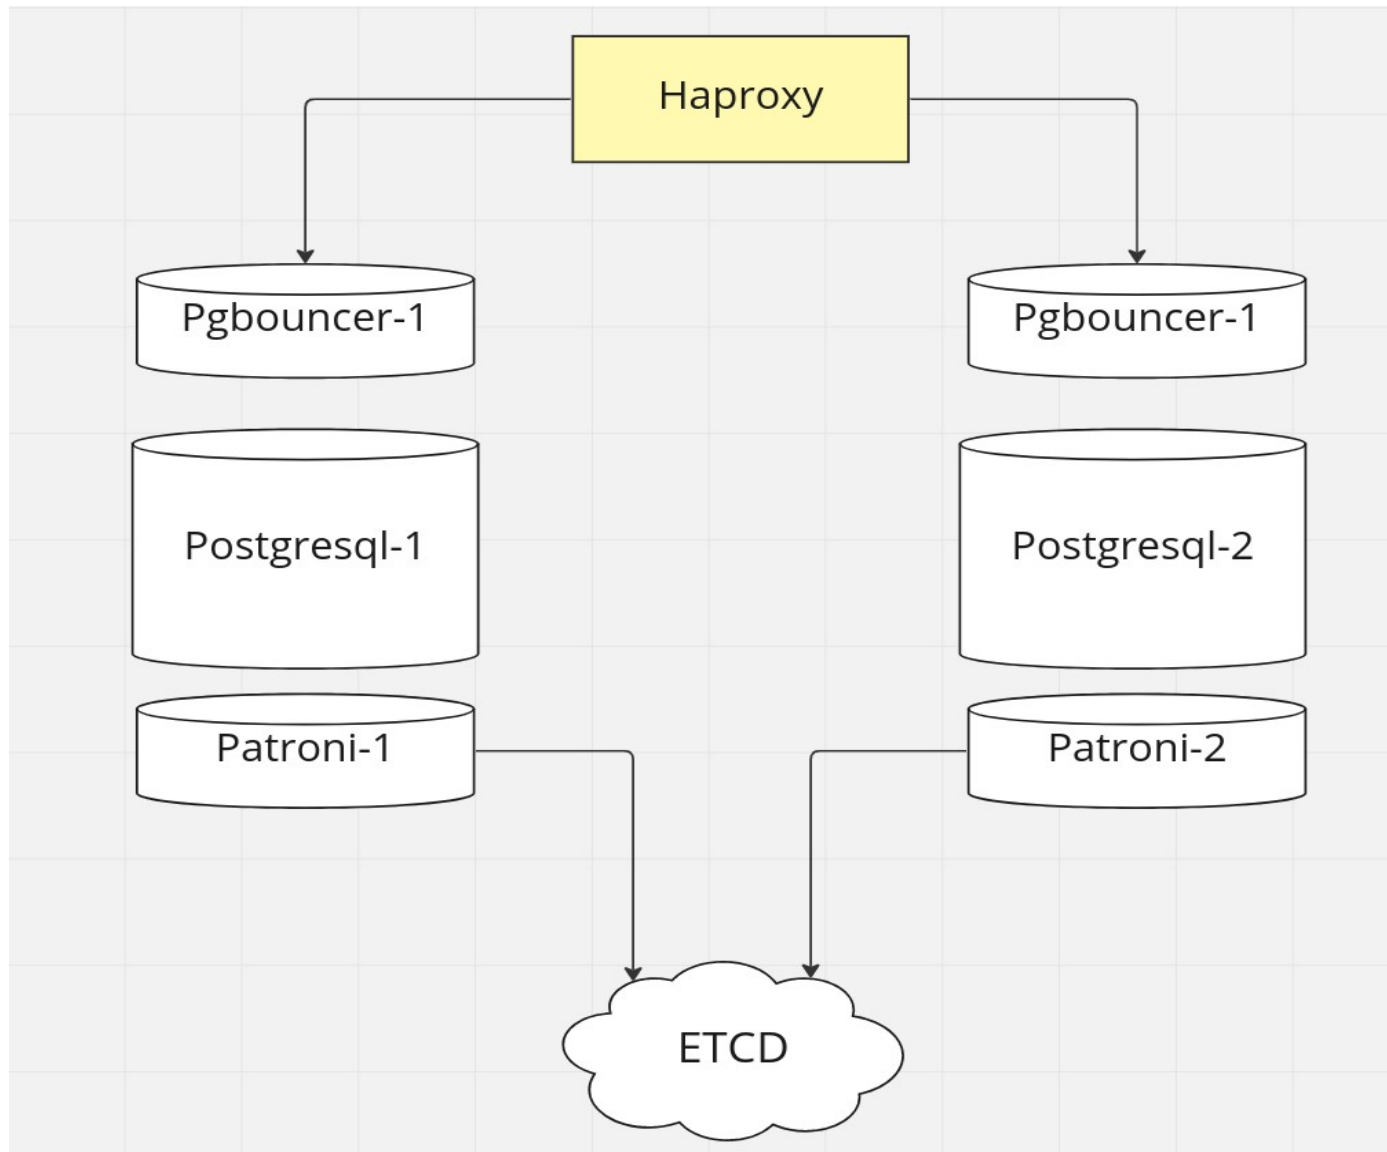 Haproxy
Pgbouncer-1
Pgbouncer-1
Postgresql-1
Postgresql-2
Patroni-1
Patroni-2
ETCD